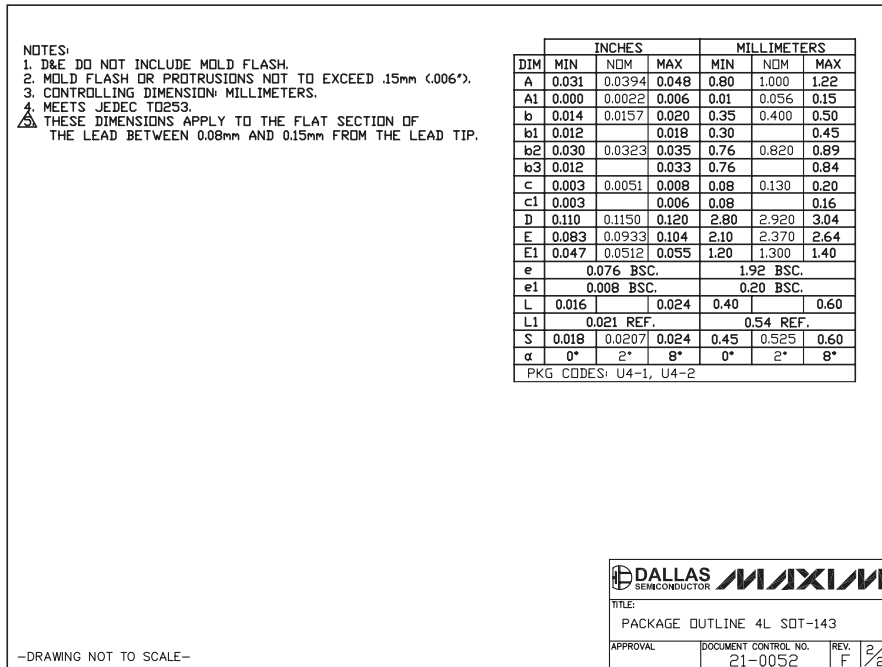 NOTES:
1. D&E DO NOT INCLUDE MOLD FLASH.
2. MOLD FLASH OR PROTRUSIONS NOT TO EXCEED .15mm (.006").
3. CONTROLLING DIMENSION: MILLIMETERS.
4. MEETS JEDEC TO253.
5. THESE DIMENSIONS APPLY TO THE FLAT SECTION OF
THE LEAD BETWEEN 0.08mm AND 0.15mm FROM THE LEAD TIP.
INCHES MILLIMETERS
DIM MIN NOM MAX MIN NOM MAX
A 0.031 0.0394 0.048 0.80 1.000 1.22
A1 0.000 0.0022 0.006 0.01 0.056 0.15
b 0.014 0.0157 0.020 0.35 0.400 0.50
b1 0.012 0.018 0.30 0.45
b2 0.030 0.0323 0.035 0.76 0.820 0.89
b3 0.012 0.033 0.76 0.84
c 0.003 0.0051 0.008 0.08 0.130 0.20
c1 0.003 0.006 0.08 0.16
D 0.110 0.1150 0.120 2.80 2.920 3.04
E 0.083 0.0933 0.104 2.10 2.370 2.64
E1 0.047 0.0512 0.055 1.20 1.300 1.40
e 0.076 BSC. 1.92 BSC.
e1 0.008 BSC. 0.20 BSC.
L 0.016 0.024 0.40 0.60
L1 0.021 REF. 0.54 REF.
S 0.018 0.0207 0.024 0.45 0.525 0.60
α 0° 2° 8° 0° 2° 8°
PKG CODES: U4-1, U4-2
DALLAS SEMICONDUCTOR MAXIM
TITLE:
PACKAGE OUTLINE 4L SOT-143
APPROVAL DOCUMENT CONTROL NO. REV. 2/2
21-0052 F
-DRAWING NOT TO SCALE-